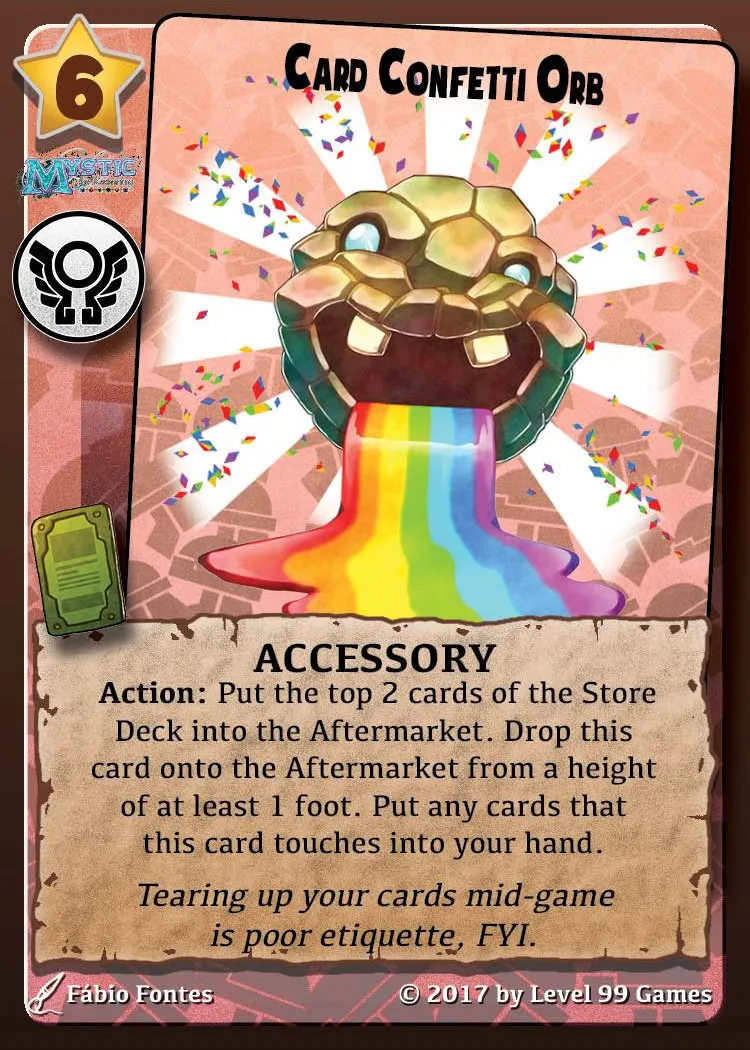 Card Confetti Orb
6
Mystic
ACCESSORY
Action: Put the top 2 cards of the Store
Deck into the Aftermarket. Drop this
card onto the Aftermarket from a height
of at least 1 foot. Put any cards that
this card touches into your hand.
Tearing up your cards mid-game
is poor etiquette, FYI.
Fábio Fontes
© 2017 by Level 99 Games